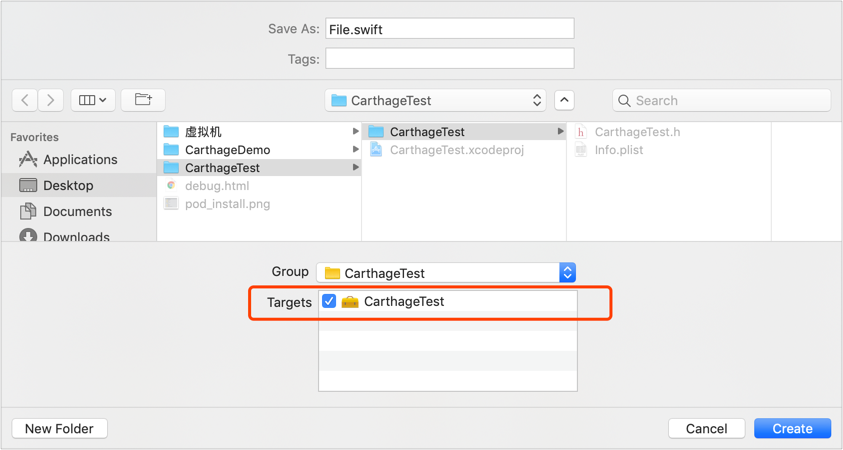 Save As: File.swift
Tags:
CarthageTest
Search
Favorites
Applications
Desktop
Documents
Downloads
虚拟机
CarthageDemo
CarthageTest
debug.html
pod_install.png
CarthageTest
CarthageTest.xcodeproj
CarthageTest.h
Info.plist
Group CarthageTest
Targets CarthageTest
New Folder Cancel Create